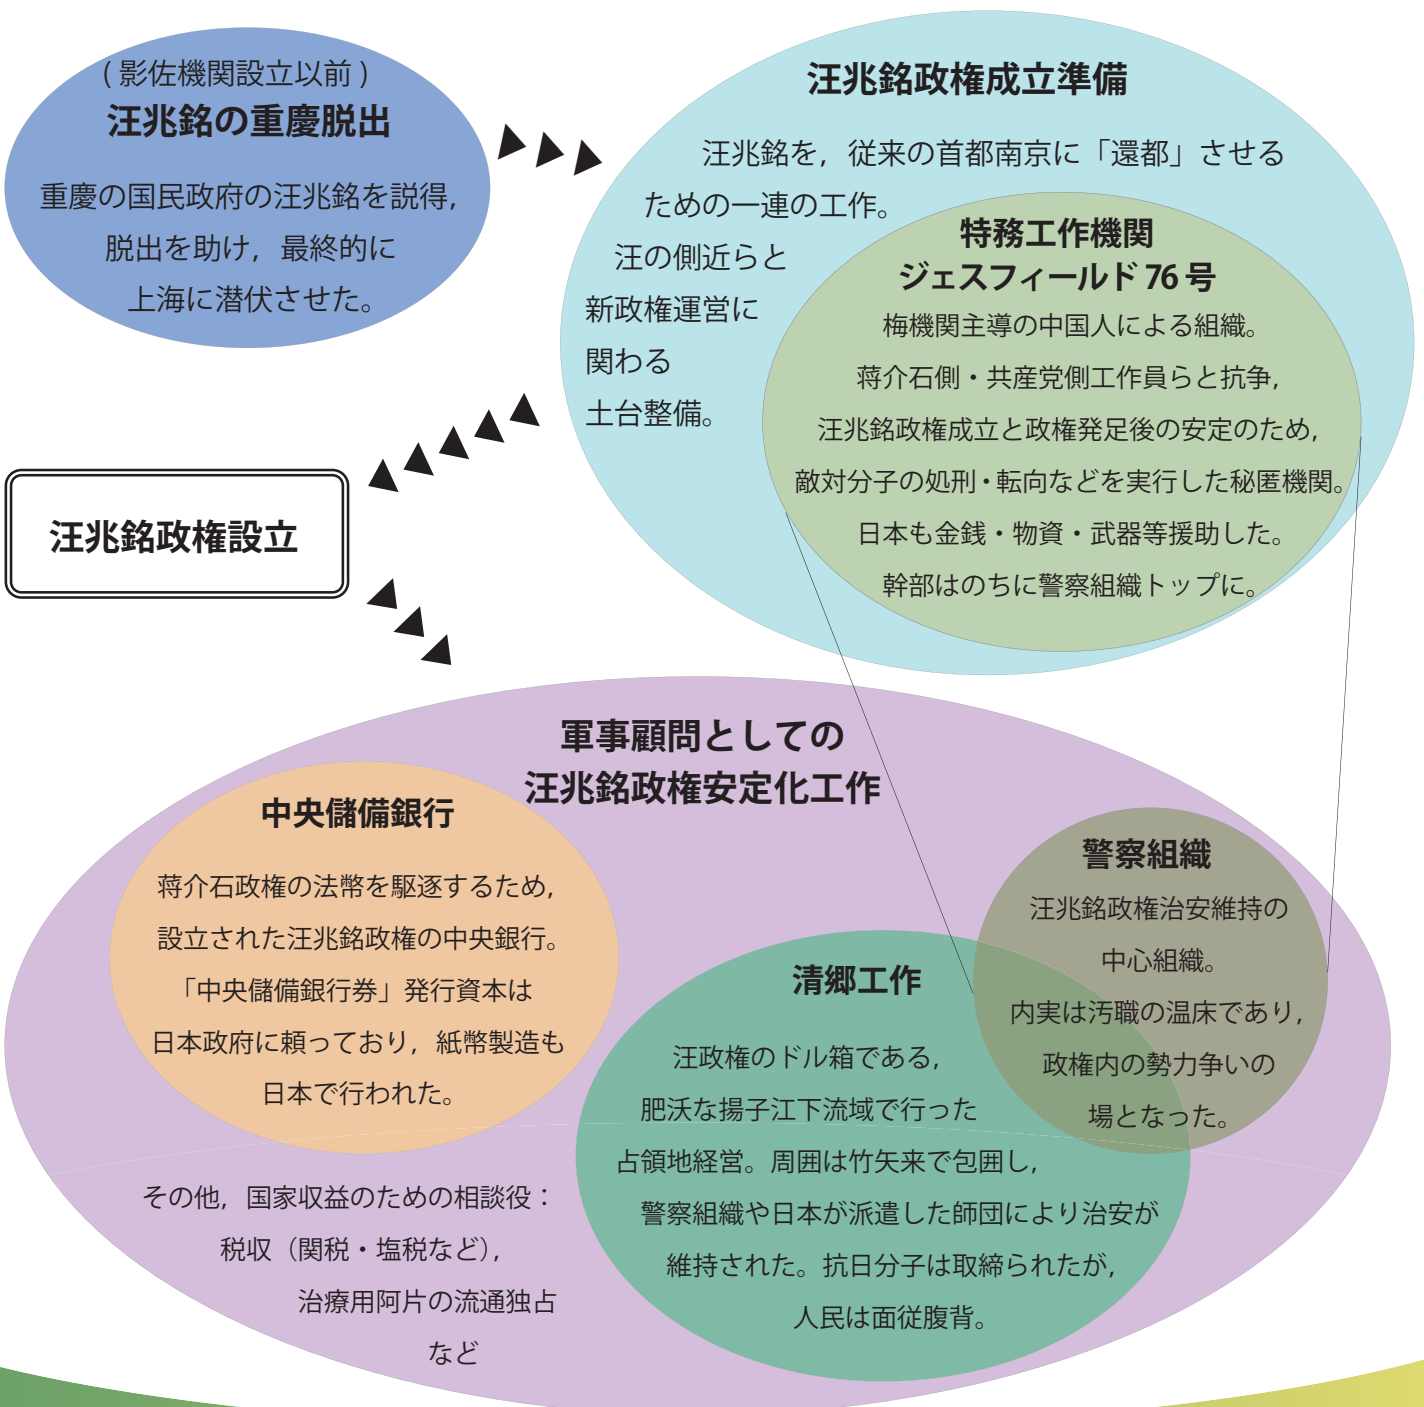 (影佐機関設立以前)
汪兆銘の重慶脱出
重慶の国民政府の汪兆銘を説得,
脱出を助け，最終的に
上海に潜伏させた。
汪兆銘政権成立準備
汪兆銘を，従来の首都南京に「還都」させる
ための一連の工作。
汪の側近らと
新政権運営に
関わる
土台整備。
特務工作機関
ジェスフィールド 76 号
梅機関主導の中国人による組織。
蒋介石側・共産党側工作員らと抗争,
汪兆銘政権成立と政権発足後の安定のため,
敵対分子の処刑・転向などを実行した秘匿機関。
日本も金銭・物資・武器等援助した。
幹部はのちに警察組織トップに。
汪兆銘政権設立
軍事顧問としての
汪兆銘政権安定化工作
中央儲備銀行
蒋介石政権の法幣を駆逐するため,
設立された汪兆銘政権の中央銀行。
「中央儲備銀行券」発行資本は
日本政府に頼っており，紙幣製造も
日本で行われた。
警察組織
汪兆銘政権治安維持の
中心組織。
内実は汚職の温床であり,
政権内の勢力争いの
場となった。
清郷工作
汪政権のドル箱である,
肥沃な揚子江下流域で行った
占領地経営。周囲は竹矢来で包囲し,
警察組織や日本が派遣した師団により治安が
維持された。抗日分子は取締られたが,
人民は面従腹背。
その他，国家収益のための相談役：
税収（関税・塩税など),
治療用阿片の流通独占
など